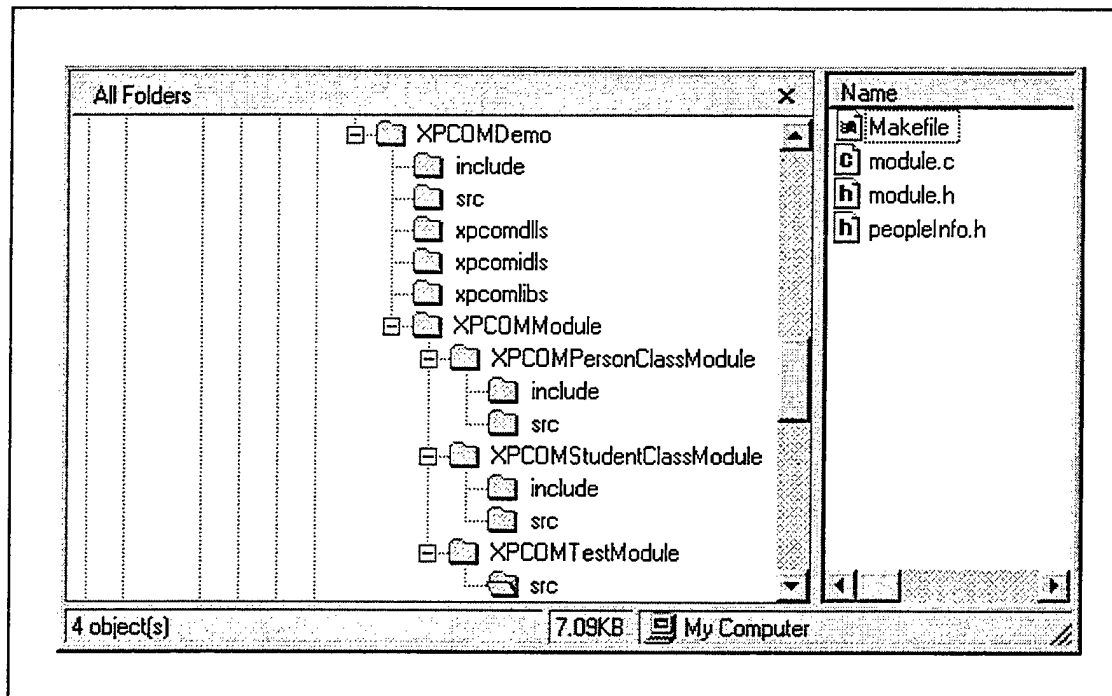 All Folders
XPCOMDemo
include
src
xpcomdlls
xpcomidls
xpcomlibs
XPCOMModule
XPCOMPersonClassModule
include
src
XPCOMStudentClassModule
include
src
XPCOMTestModule
src
Name
Makefile
module.c
module.h
peopleInfo.h
4 object(s)
7.09KB
My Computer